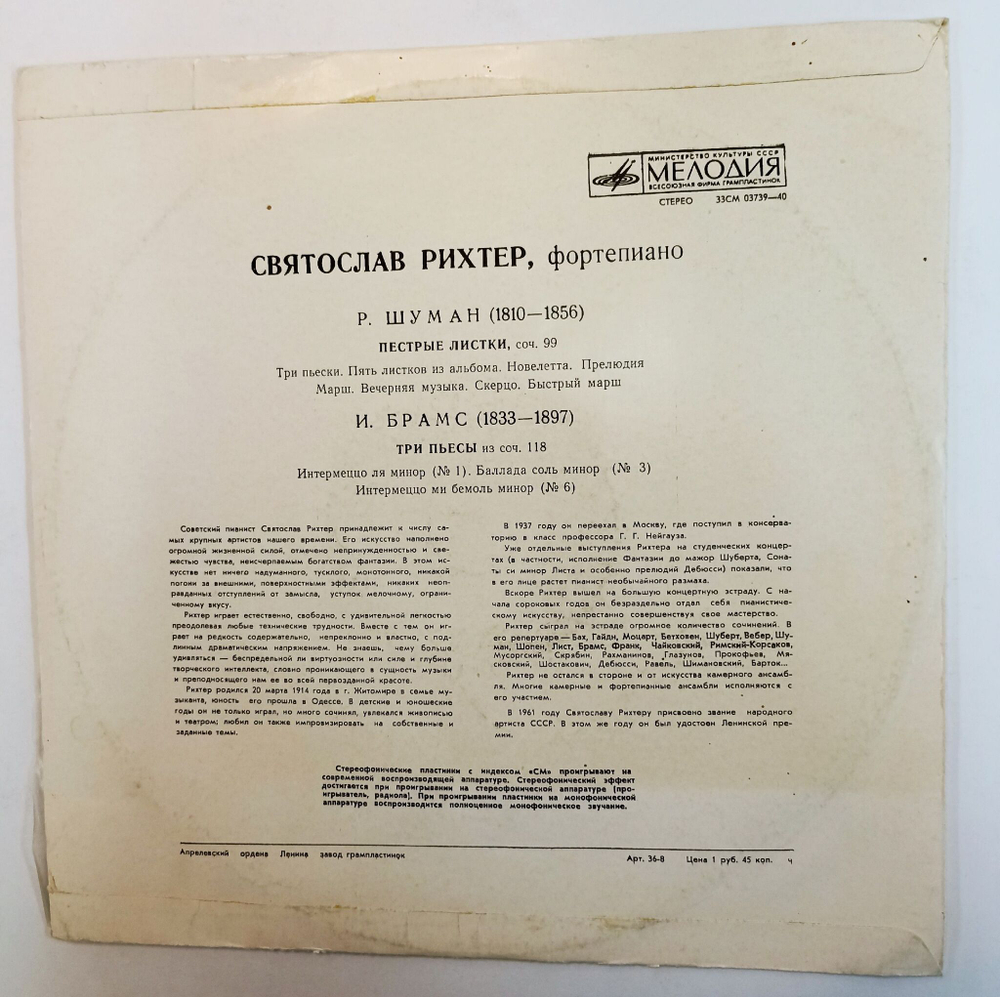 МИНИСТЕРСТВО КУЛЬТУРЫ СССР
МЕЛОДИЯ
ВСЕСОЮЗНАЯ ФИРМА ГРАМПЛАСТИНОК
СТЕРЕО 33СМ 03739—40
СВЯТОСЛАВ РИХТЕР, фортепиано
Р. ШУМАН (1810—1856)
ПЕСТРЫЕ ЛИСТКИ, соч. 99
Три пьески. Пять листков из альбома. Новелетта. Прелюдия
Марш. Вечерняя музыка. Скерцо. Быстрый марш
И. БРАМС (1833—1897)
ТРИ ПЬЕСЫ из соч. 118
Интермеццо ля минор (№ 1). Баллада соль минор (№ 3)
Интермеццо ми бемоль минор (№ 6)
Советский пианист Святослав Рихтер принадлежит к числу са-
мых крупных артистов нашего времени. Его искусство наполнено
огромной жизненной силой, отмечено непринужденностью и све-
жестью чувства, неисчерпаемым богатством фантазии. В этом ис-
кусстве нет ничего надуманного, тусклого, монотонного, никакой
погони за внешними, поверхностными эффектами, никаких неоп-
равданных отступлений от замысла, уступок мелочному, ограни-
ченному вкусу.
Рихтер играет естественно, свободно, с удивительной легкостью
преодолевая любые технические трудности. Вместе с тем он иг-
рает на редкость содержательно, непреклонно и властно, с под-
линным драматическим напряжением. Не знаешь, чему больше
удивляться — беспредельной ли виртуозности или силе и глубине
творческого интеллекта, словно проникающего в сущность музыки
и преподносящего нам ее во всей первозданной красоте.
Рихтер родился 20 марта 1914 года в г. Житомире в семье му-
зыканта, юность его прошла в Одессе. В детские и юношеские
годы он не только играл, но много сочинял, увлекался живописью
и театром; любил он также импровизировать на собственные и
заданные темы.
В 1937 году он переехал в Москву, где поступил в консерва-
торию в класс профессора Г. Г. Нейгауза.
Уже отдельные выступления Рихтера на студенческих концер-
тах (в частности, исполнение Фантазии до мажор Шуберта, Сона-
ты си минор Листа и особенно прелюдий Дебюсси) показали, что
в его лице растет пианист необычайного размаха.
Вскоре Рихтер вышел на большую концертную эстраду. С на-
чала сороковых годов он безраздельно отдал себя пианистиче-
скому искусству, непрестанно совершенствуя свое мастерство.
Рихтер сыграл на эстраде огромное количество сочинений. В
его репертуаре — Бах, Гайдн, Моцарт, Бетховен, Шуберт, Вебер, Шу-
ман, Шопен, Лист, Брамс, Франк, Чайковский, Римский-Корсаков,
Мусоргский, Скрябин, Рахманинов, Глазунов, Прокофьев, Мя-
сковский, Шостакович, Дебюсси, Равель, Шимановский, Барток...
Рихтер не остался в стороне и от искусства камерного ансамб-
ля. Многие камерные и фортепианные ансамбли исполняются с
его участием.
В 1961 году Святославу Рихтеру присвоено звание народного
артиста СССР. В этом же году он был удостоен Ленинской пре-
мии.
Стереофонические пластинки с индексом «СМ» проигрывают на
современной воспроизводящей аппаратуре. Стереофонический эффект
достигается при проигрывании на стереофонической аппаратуре (про-
игрыватель, радиола). При проигрывании пластинки на монофонической
аппаратуре воспроизводится полноценное монофоническое звучание.
Апрелевский ордена Ленина завод грампластинок Арт. 36-8 Цена 1 руб. 45 коп. ч